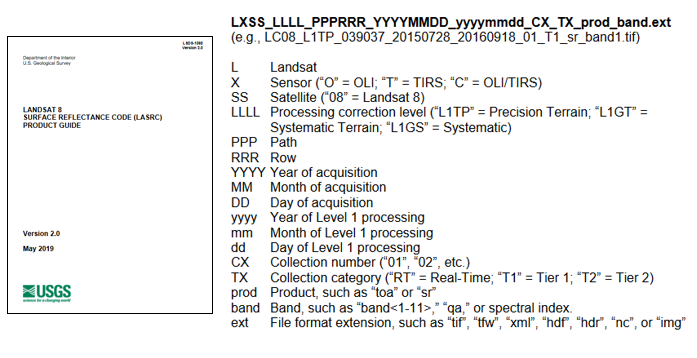 LSDS-1368
Version 2.0
Department of the Interior
U.S. Geological Survey
LANDSAT 8
SURFACE REFLECTANCE CODE (LASRC)
PRODUCT GUIDE
Version 2.0
May 2019
USGS
science for a changing world
LXSS_LLLL_PPPRRR_YYYYMMDD_yyyymmdd_CX_TX_prod_band.ext
(e.g., LC08_L1TP_039037_20150728_20160918_01_T1_sr_band1.tif)
L Landsat
X Sensor (“O” = OLI; “T” = TIRS; “C” = OLI/TIRS)
SS Satellite (“08” = Landsat 8)
LLLL Processing correction level (“L1TP” = Precision Terrain; “L1GT” =
Systematic Terrain; “L1GS” = Systematic)
PPP Path
RRR Row
YYYY Year of acquisition
MM Month of acquisition
DD Day of acquisition
yyyy Year of Level 1 processing
mm Month of Level 1 processing
dd Day of Level 1 processing
CX Collection number (“01”, “02”, etc.)
TX Collection category (“RT” = Real-Time; “T1” = Tier 1; “T2” = Tier 2)
prod Product, such as “toa” or “sr”
band Band, such as “band<1-11>,” “qa,” or spectral index.
ext File format extension, such as “tif”, “tfw”, “xml”, “hdf”, “hdr”, “nc”, or “img”